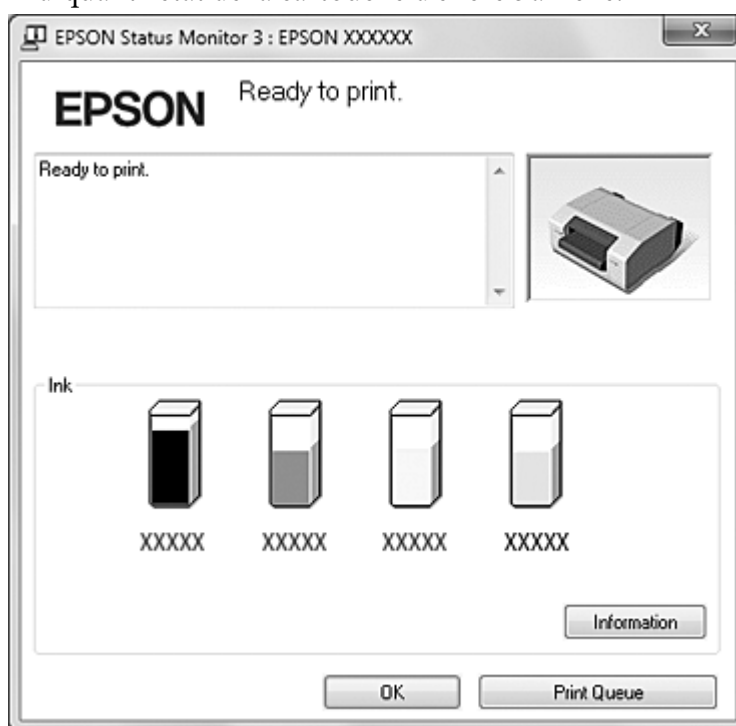 EPSON Status Monitor 3 : EPSON XXXXXX
EPSON
Ready to print.
Ready to print.
Ink
XXXXX XXXXX XXXXX XXXXX
Information
OK Print Queue